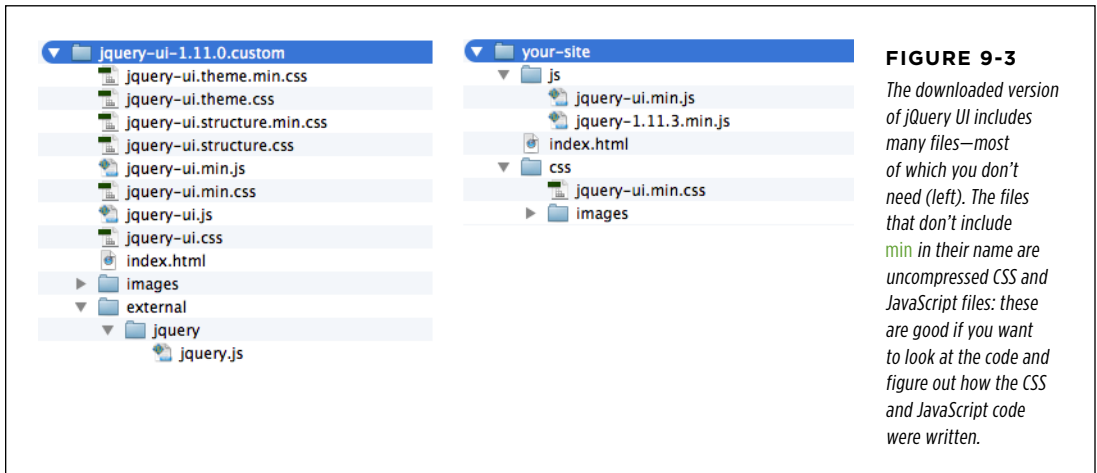 jquery-ui-1.11.0.custom
jquery-ui.theme.min.css
jquery-ui.theme.css
jquery-ui.structure.min.css
jquery-ui.structure.css
jquery-ui.min.js
jquery-ui.min.css
jquery-ui.js
jquery-ui.css
index.html
images
external
jquery
jquery.js
your-site
js
jquery-ui.min.js
jquery-1.11.3.min.js
index.html
css
jquery-ui.min.css
images
FIGURE 9-3
The downloaded version
of jQuery UI includes
many files—most
of which you don’t
need (left). The files
that don’t include
min in their name are
uncompressed CSS and
JavaScript files: these
are good if you want
to look at the code and
figure out how the CSS
and JavaScript code
were written.